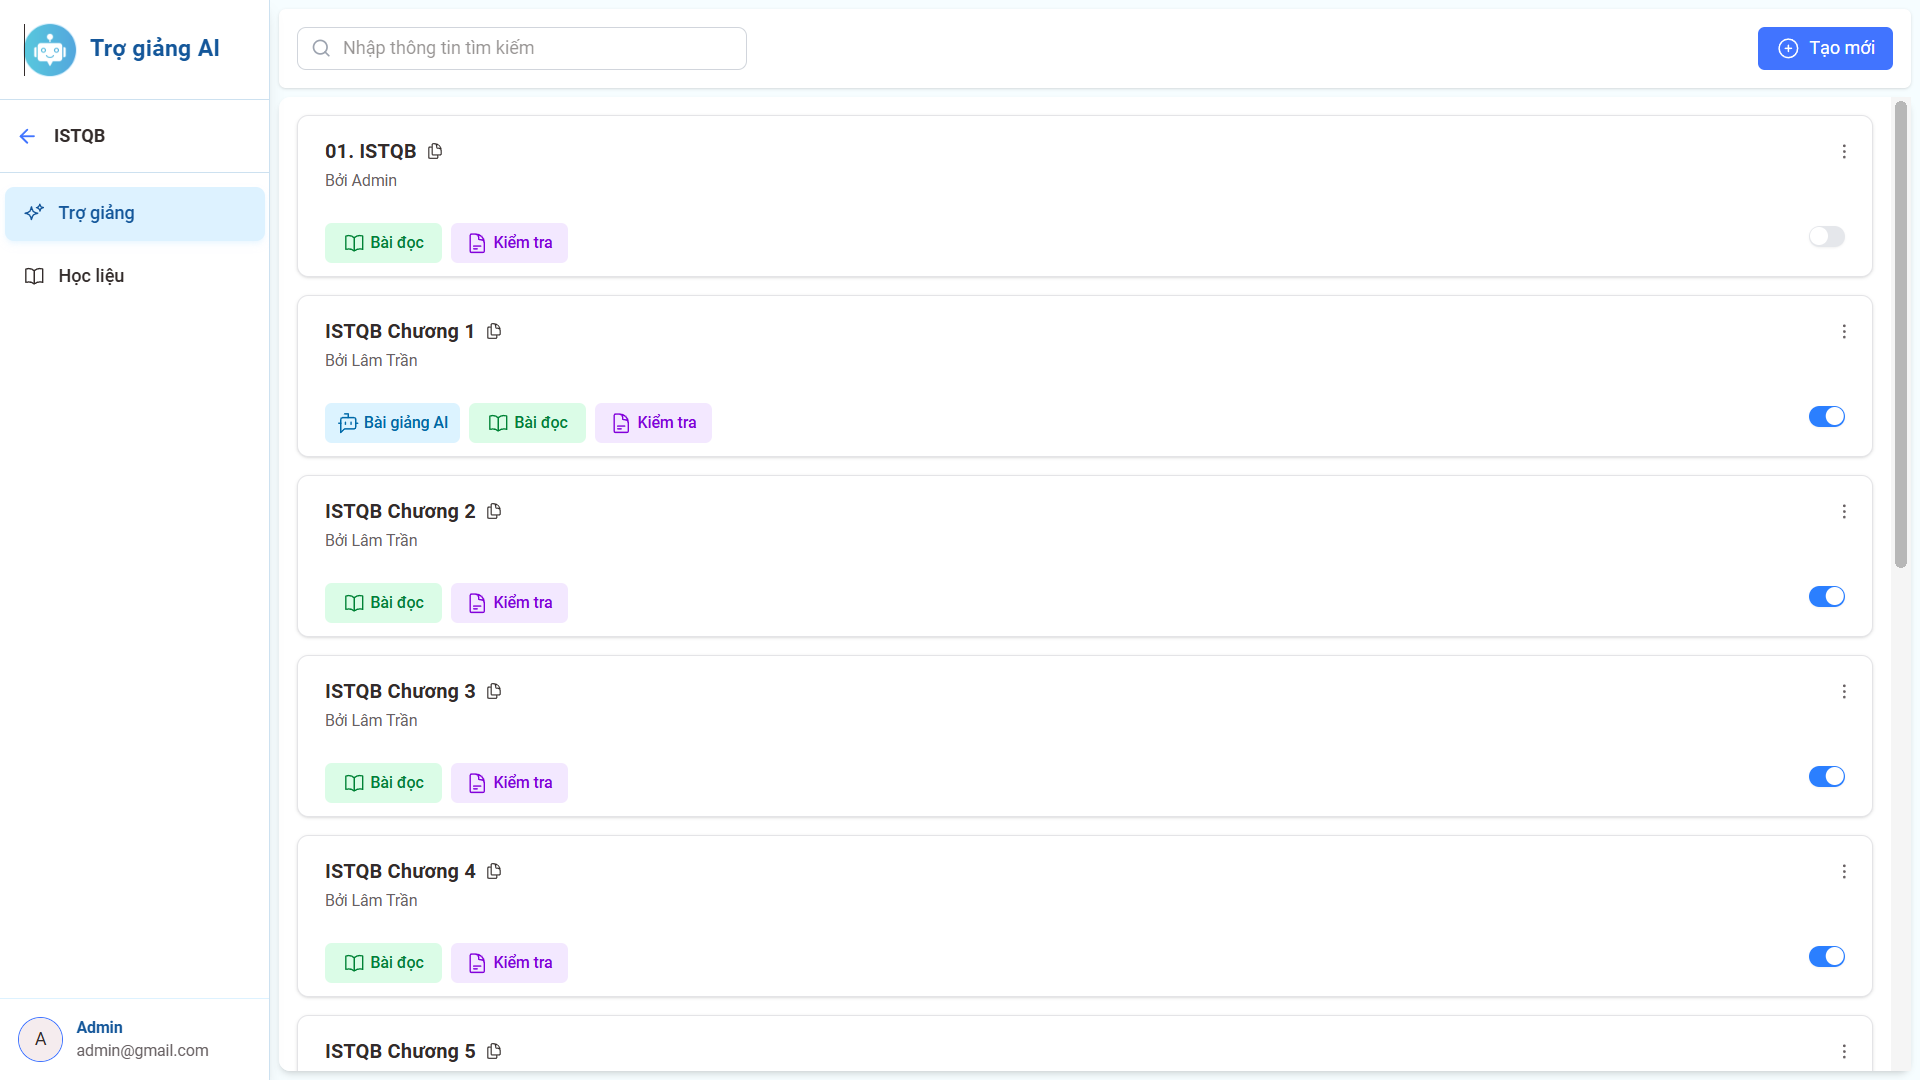 Trợ giảng AI
Nhập thông tin tìm kiếm
Tạo mới
ISTQB
Trợ giảng
Học liệu
01. ISTQB
Bởi Admin
Bài đọc
Kiểm tra
ISTQB Chương 1
Bởi Lâm Trần
Bài giảng AI
Bài đọc
Kiểm tra
ISTQB Chương 2
Bởi Lâm Trần
Bài đọc
Kiểm tra
ISTQB Chương 3
Bởi Lâm Trần
Bài đọc
Kiểm tra
ISTQB Chương 4
Bởi Lâm Trần
Bài đọc
Kiểm tra
ISTQB Chương 5
A
Admin
admin@gmail.com